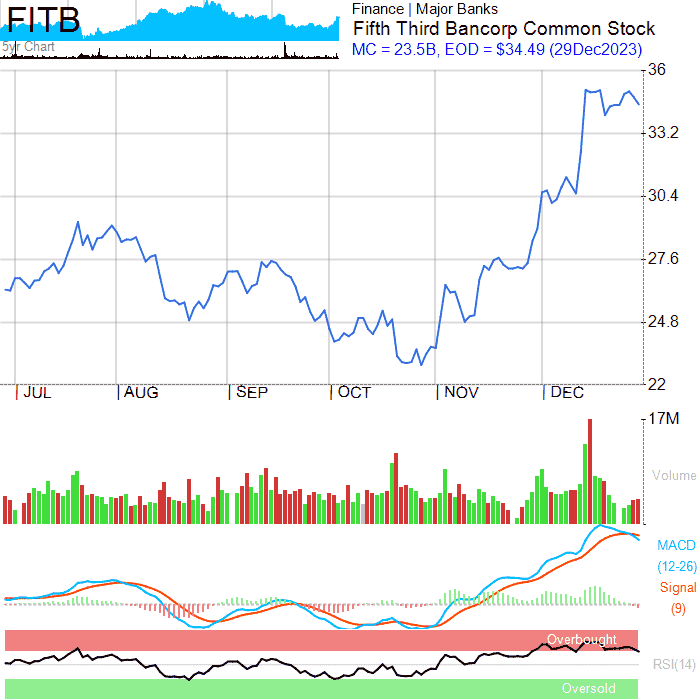 FITB
5yr Chart
Finance | Major Banks
Fifth Third Bancorp Common Stock
MC = 23.5B, EOD = $34.49 (29Dec2023)
36
33.2
30.4
27.6
24.8
22
JUL AUG SEP OCT NOV DEC
17M
Volume
MACD
(12-26)
Signal
(9)
Overbought
RSI(14)
Oversold